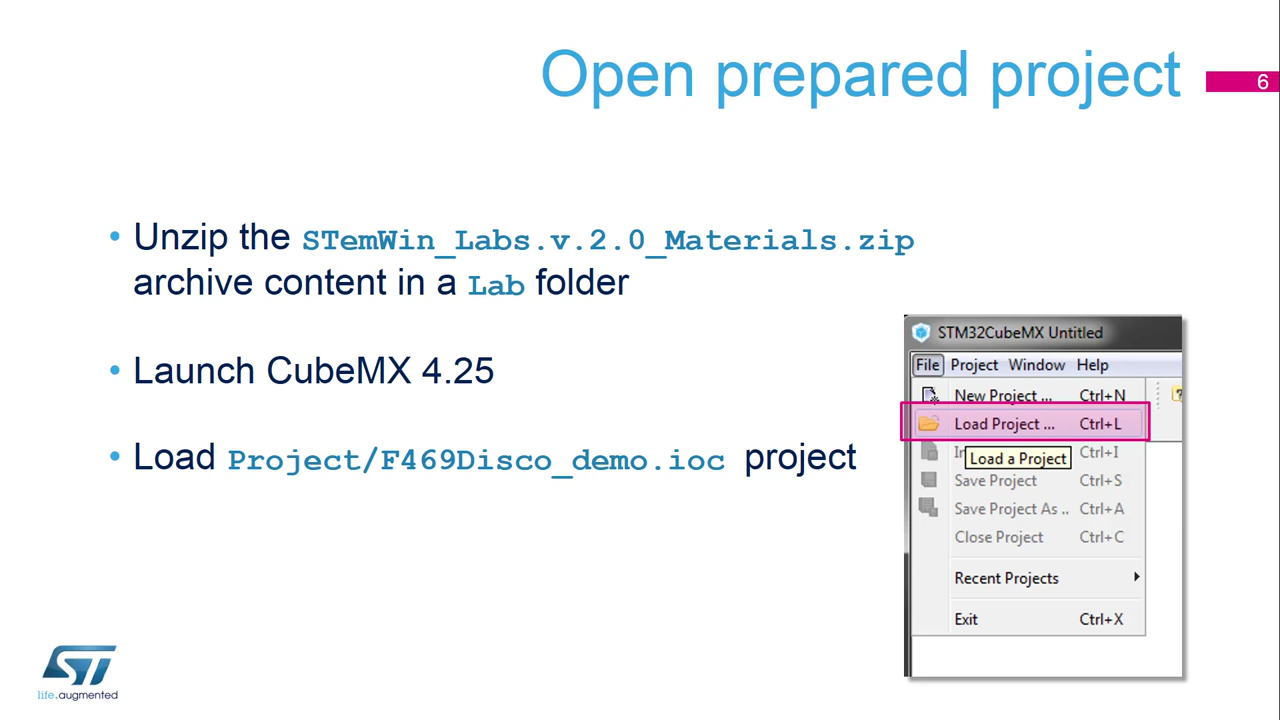 Open prepared project
6
• Unzip the STemWin_Labs.v.2.0_Materials.zip
archive content in a Lab folder
• Launch CubeMX 4.25
• Load Project/F469Disco_demo.ioc project
STM32CubeMX Untitled
File Project Window Help
New Project ... Ctrl+N
Load Project ... Ctrl+L
Load a Project Ctrl+I
Save Project Ctrl+S
Save Project As .. Ctrl+A
Close Project Ctrl+C
Recent Projects
Exit Ctrl+X
ST
life.augmented